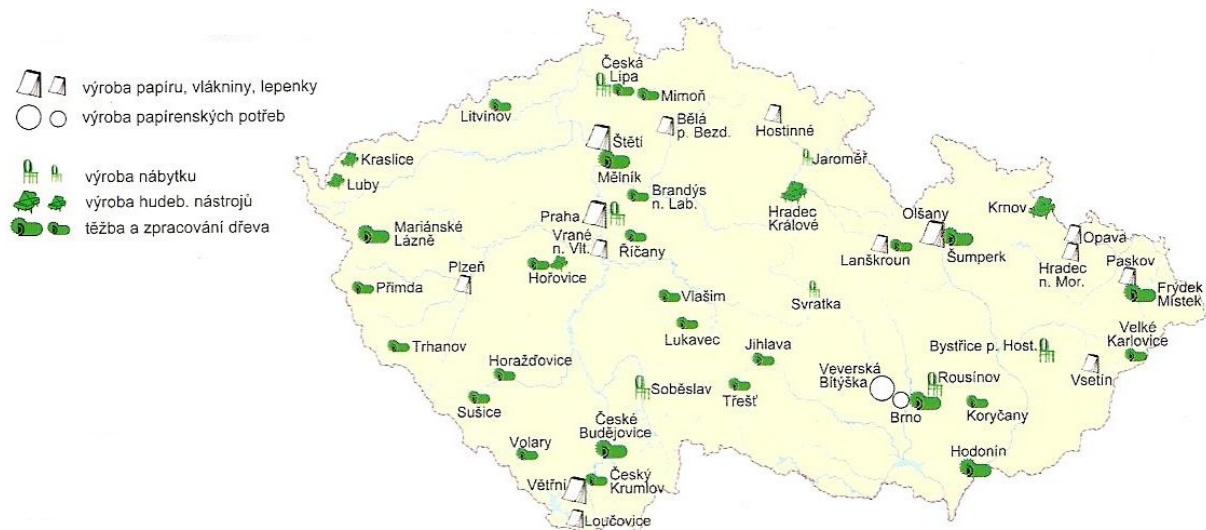 výroba papíru, vlákniny, lepenky
výroba papírenských potřeb
výroba nábytku
výroba hudeb. nástrojů
těžba a zpracování dřeva
Česká
Lípa
Mimoň
Litvínov
Bělá
p. Bezd.
Hostinné
Štětí
Jaroměř
Kraslice
Luby
Mělník
Brandýs
n. Lab.
Hradec
Králové
Krnov
Olšany
Mariánské
Lázně
Praha
Vrané
n. Vlt.
Říčany
Lanškroun
Šumperk
Opava
Hradec
n. Mor.
Paskov
Plzeň
Hořovice
Přimda
Vlašim
Svratka
Frýdek
Místek
Lukavec
Trhanov
Jihlava
Bystřice p. Host.
Velké
Karlovice
Horažďovice
Veverská
Bítýška
Rousínov
Vsetín
Soběslav
Třešť
Sušice
Brno
Koryčany
České
Budějovice
Volary
Hodonín
Větřní
Český
Krumlov
Loučovice